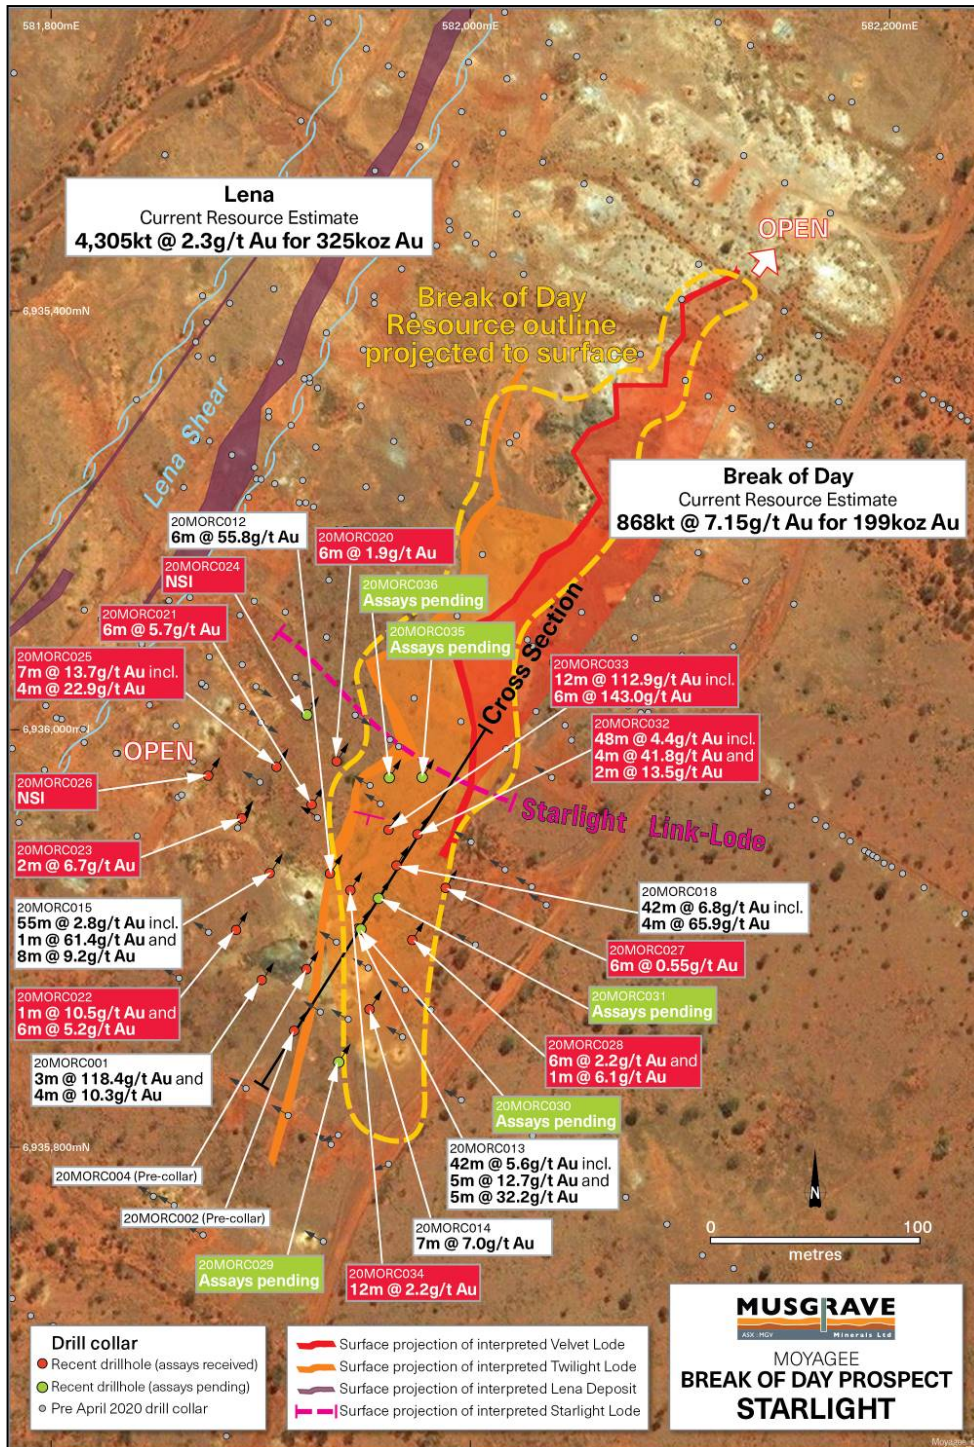 581,800mE
582,000mE
582,200mE
Lena
Current Resource Estimate
4,305kt @ 2.3g/t Au for 325koz Au
OPEN
6,935,400mN
Break of Day
Resource outline
projected to surface
Lena Shear
Break of Day
Current Resource Estimate
868kt @ 7.15g/t Au for 199koz Au
20MORC012
6m @ 55.8g/t Au
20MORC020
6m @ 1.9g/t Au
20MORC024
NSI
20MORC036
Assays pending
20MORC021
6m @ 5.7g/t Au
20MORC035
Assays pending
20MORC025
7m @ 13.7g/t Au incl.
4m @ 22.9g/t Au
Cross Section
20MORC033
12m @ 112.9g/t Au incl.
6m @ 143.0g/t Au
20MORC032
48m @ 4.4g/t Au incl.
4m @ 41.8g/t Au and
2m @ 13.5g/t Au
6,936,000mN
OPEN
20MORC026
NSI
Starlight Link-Lode
20MORC023
2m @ 6.7g/t Au
20MORC015
55m @ 2.8g/t Au incl.
1m @ 61.4g/t Au and
8m @ 9.2g/t Au
20MORC018
42m @ 6.8g/t Au incl.
4m @ 65.9g/t Au
20MORC027
6m @ 0.55g/t Au
20MORC022
1m @ 10.5g/t Au and
6m @ 5.2g/t Au
20MORC031
Assays pending
20MORC001
3m @ 118.4g/t Au and
4m @ 10.3g/t Au
20MORC028
6m @ 2.2g/t Au and
1m @ 6.1g/t Au
20MORC030
Assays pending
6,935,800mN
20MORC013
42m @ 5.6g/t Au incl.
5m @ 12.7g/t Au and
5m @ 32.2g/t Au
20MORC004 (Pre-collar)
20MORC002 (Pre-collar)
20MORC014
7m @ 7.0g/t Au
20MORC029
Assays pending
20MORC034
12m @ 2.2g/t Au
N
0 100
metres
Drill collar
Recent drillhole (assays received)
Recent drillhole (assays pending)
Pre April 2020 drill collar
Surface projection of interpreted Velvet Lode
Surface projection of interpreted Twilight Lode
Surface projection of interpreted Lena Deposit
Surface projection of interpreted Starlight Lode
MUSGRAVE
ASX : MGV Minerals Ltd
MOYAGEE
BREAK OF DAY PROSPECT
STARLIGHT